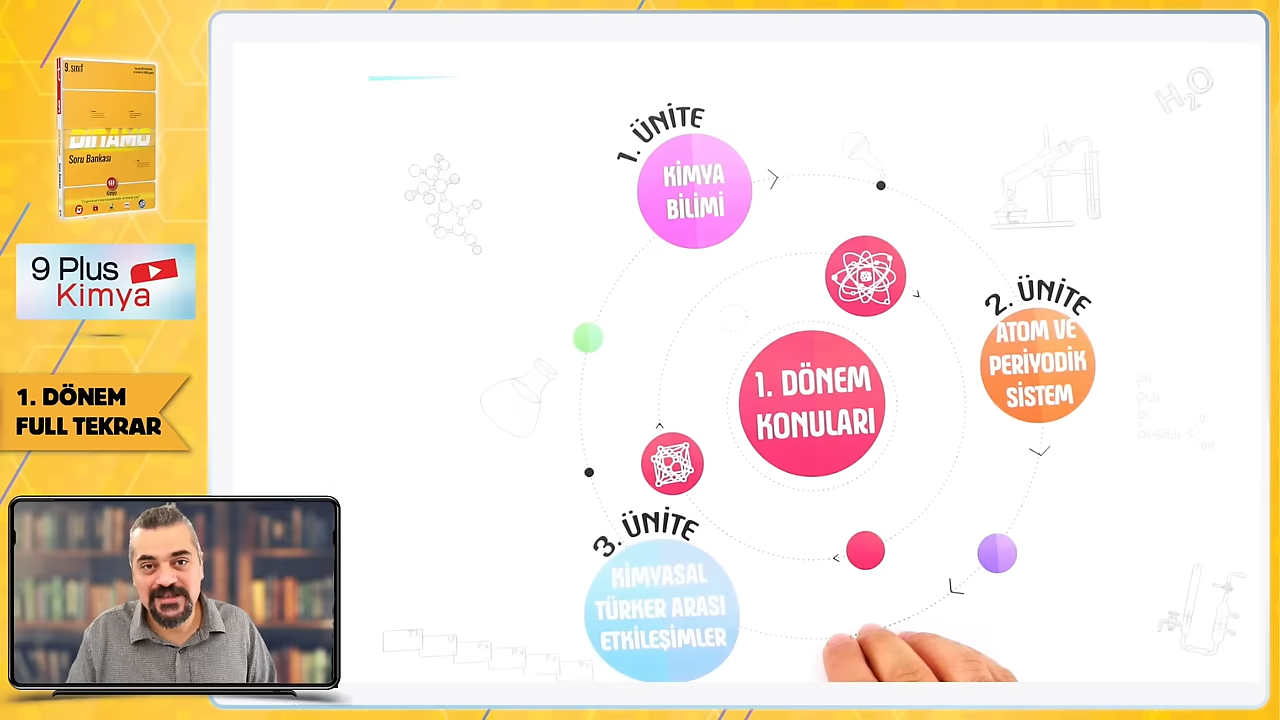 9.sınıf
DİNAMO
Soru Bankası
Kimya
9 Plus
Kimya
1. DÖNEM
FULL TEKRAR
1. ÜNİTE
KİMYA
BİLİMİ
2. ÜNİTE
ATOM VE
PERİYODİK
SİSTEM
1. DÖNEM
KONULARI
3. ÜNİTE
KİMYASAL
TÜRKER ARASI
ETKİLEŞİMLER
H2O